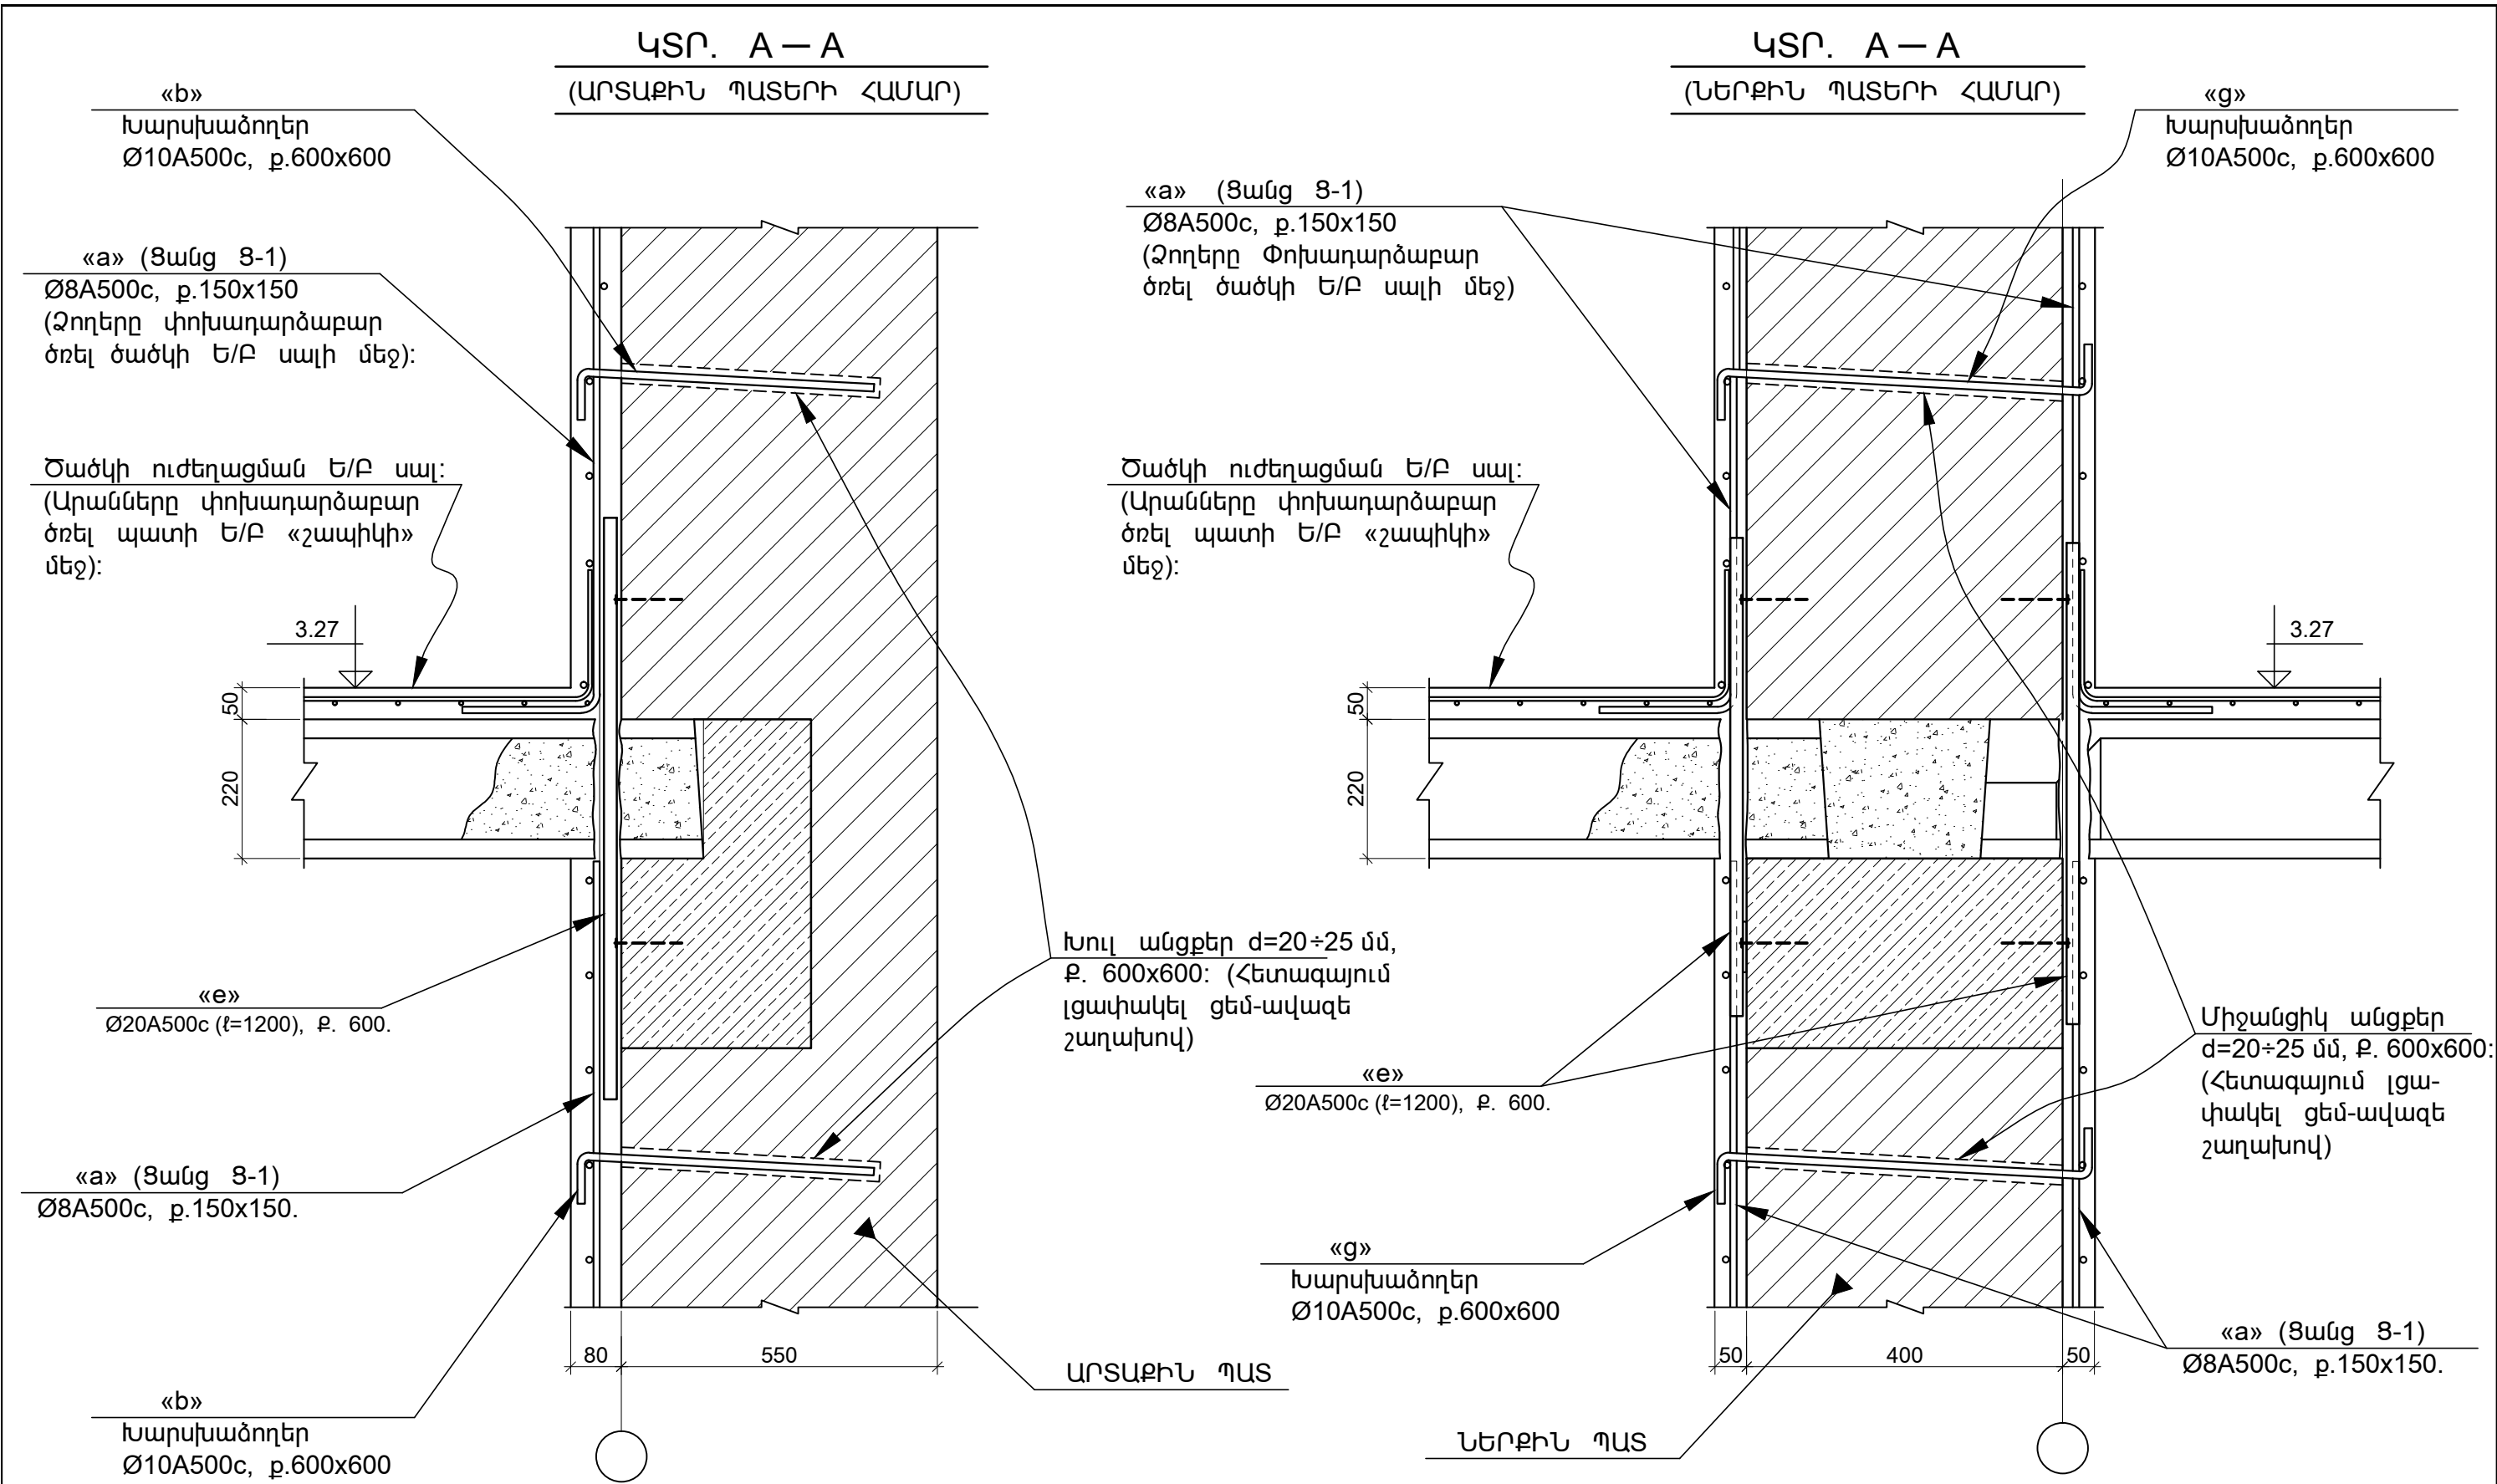 ԿՏՐ. A — A
(ԱՐՏԱՔԻՆ ՊԱՏԵՐԻ ՀԱՄԱՐ)
«b»
Խարսխաձողեր
Ø10A500c, ք.600x600
«a» (Ցանց Ց-1)
Ø8A500c, ք.150x150
(Ձողերը փոխադարձաբար
ծռել ծածկի Ե/Բ սալի մեջ):
Ծածկի ուժեղացման Ե/Բ սալ:
(Արանները փոխադարձաբար
ծռել պատի Ե/Բ «շապիկի»
մեջ):
3.27
50
220
«e»
Ø20A500c (ℓ=1200), Ք. 600.
«a» (Ցանց Ց-1)
Ø8A500c, ք.150x150.
«b»
Խարսխաձողեր
Ø10A500c, ք.600x600
80
550
Խուլ անցքեր d=20÷25 մմ,
Ք. 600x600: (Հետագայում
լցափակել ցեմ-ավազե
շաղախով)
ԱՐՏԱՔԻՆ ՊԱՏ
ԿՏՐ. A — A
(ՆԵՐՔԻՆ ՊԱՏԵՐԻ ՀԱՄԱՐ)
«g»
Խարսխաձողեր
Ø10A500c, ք.600x600
«a» (Ցանց Ց-1)
Ø8A500c, ք.150x150
(Ձողերը Փոխադարձաբար
ծռել ծածկի Ե/Բ սալի մեջ)
Ծածկի ուժեղացման Ե/Բ սալ:
(Արանները փոխադարձաբար
ծռել պատի Ե/Բ «շապիկի»
մեջ):
3.27
50
220
«e»
Ø20A500c (ℓ=1200), Ք. 600.
Միջանցիկ անցքեր
d=20÷25 մմ, Ք. 600x600:
(Հետագայում լցա-
փակել ցեմ-ավազե
շաղախով)
«g»
Խարսխաձողեր
Ø10A500c, ք.600x600
«a» (Ցանց Ց-1)
Ø8A500c, ք.150x150.
50
400
50
ՆԵՐՔԻՆ ՊԱՏ